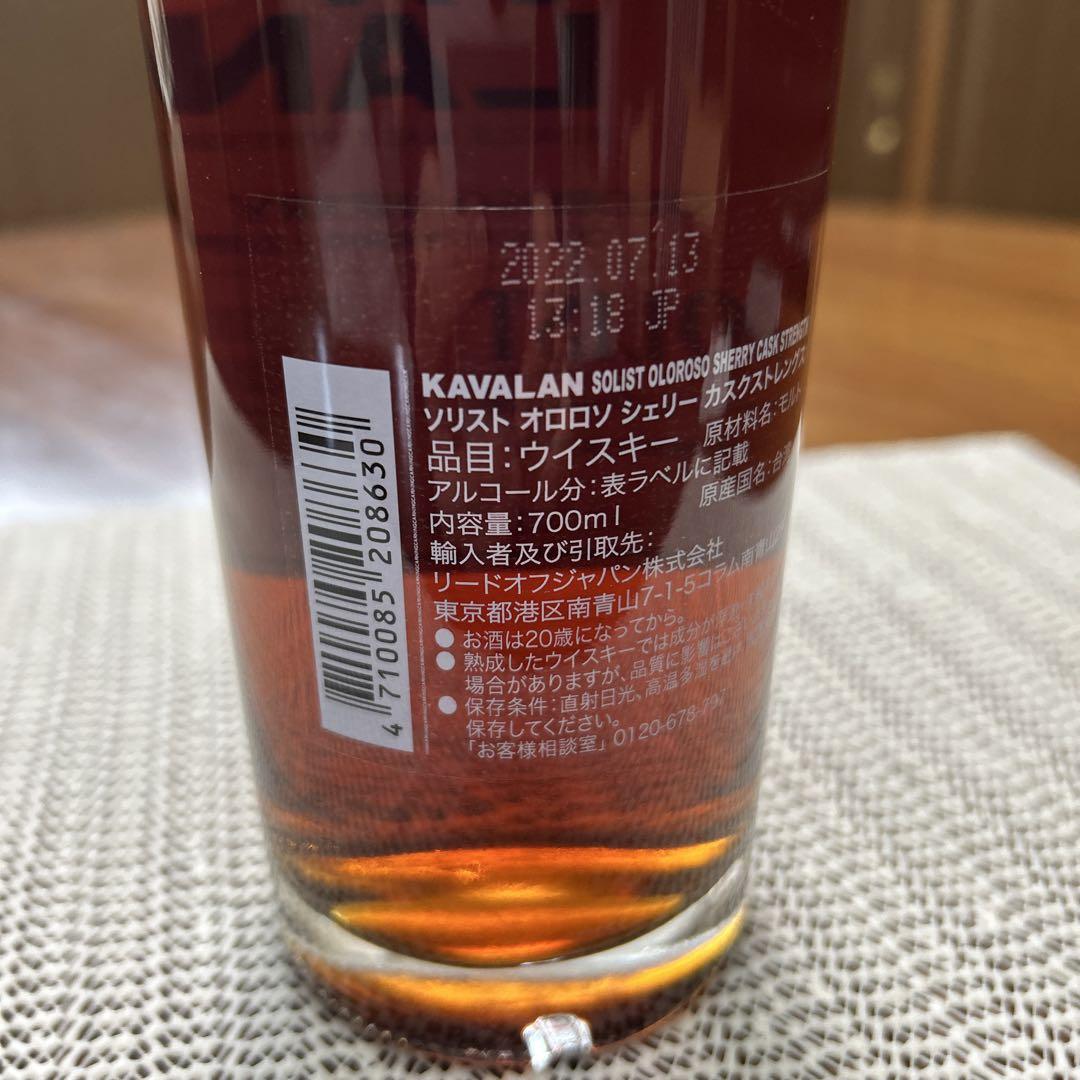 2022.07.13
13:18 JP
KAVALAN SOLIST OLOROSO SHERRY CASK STRENGTH
ソリスト オロロソ シェリー カスクストレングス
品目:ウイスキー 原材料名:モルト
アルコール分:表ラベルに記載
内容量:700ml 原産国名:台湾
輸入者及び引取先:
リードオフジャパン株式会社
東京都港区南青山7-1-5コラム南青山
● お酒は20歳になってから。
● 熟成したウイスキーでは成分が
場合がありますが、品質に影響は
● 保存条件:直射日光、高温多湿を
保存してください。
「お客様相談室」0120-678-797
4 710085 208630